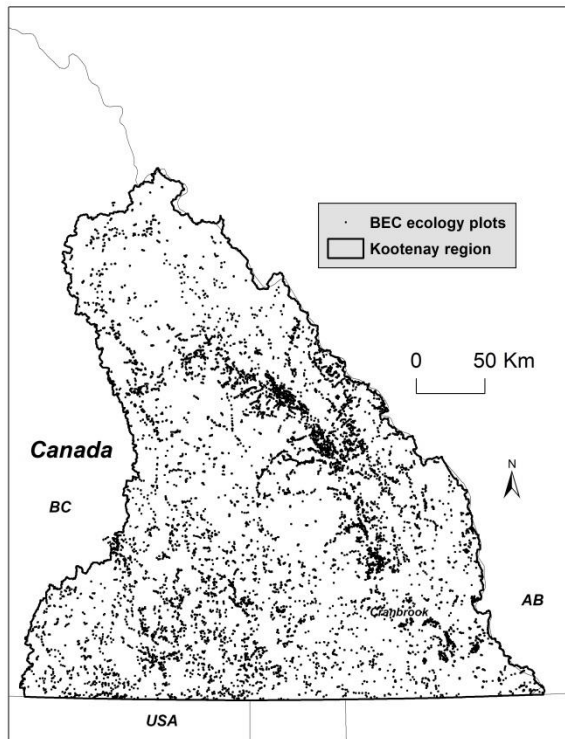 BEC ecology plots
Kootenay region
0 50 Km
Canada
N
BC
AB
Cranbrook
USA